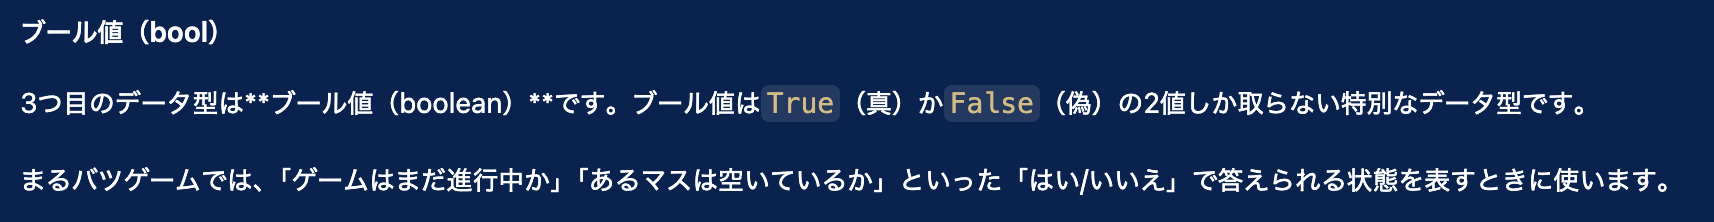 ブール値（bool）
3つ目のデータ型は**ブール値（boolean）**です。ブール値はTrue（真）かFalse（偽）の2値しか取らない特別なデータ型です。
まるバツゲームでは、「ゲームはまだ進行中か」「あるマスは空いているか」といった「はい/いいえ」で答えられる状態を表すときに使います。